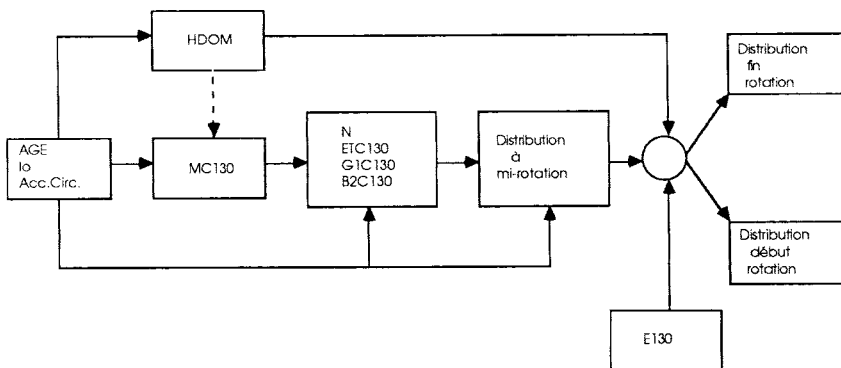 HDOM
Distribution
fin
rotation
AGE
Io
Acc.Circ.
MC130
N
ETC130
G1C130
B2C130
Distribution
à
mi-rotation
Distribution
début
rotation
E130